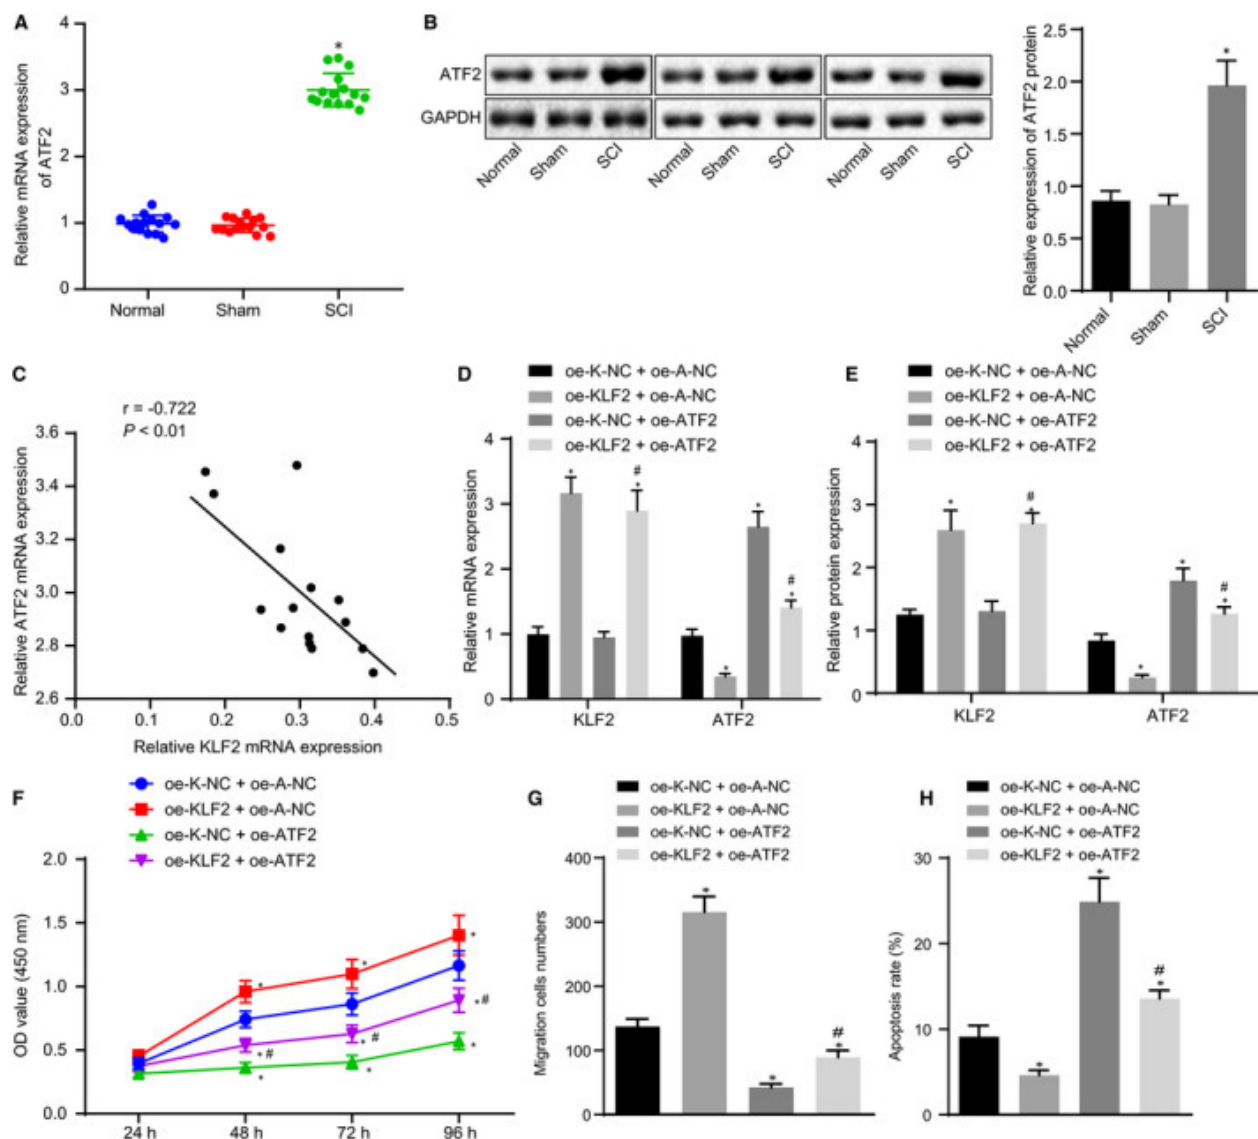 A
Relative mRNA expression
of ATF2
4
3
2
1
0
*
Normal
Sham
SCI
B
ATF2
GAPDH
Normal
Sham
SCI
Normal
Sham
SCI
Normal
Sham
SCI
Relative expression of ATF2 protein
2.5
2.0
1.5
1.0
0.5
0.0
*
Normal
Sham
SCI
C
r = -0.722
P < 0.01
Relative ATF2 mRNA expression
3.6
3.4
3.2
3.0
2.8
2.6
0.0
0.1
0.2
0.3
0.4
0.5
Relative KLF2 mRNA expression
D
oe-K-NC + oe-A-NC
oe-KLF2 + oe-A-NC
oe-K-NC + oe-ATF2
oe-KLF2 + oe-ATF2
Relative mRNA expression
4
3
2
1
0
*
#
*
*
*
#
*
KLF2
ATF2
E
oe-K-NC + oe-A-NC
oe-KLF2 + oe-A-NC
oe-K-NC + oe-ATF2
oe-KLF2 + oe-ATF2
Relative protein expression
4
3
2
1
0
*
#
*
*
*
#
*
KLF2
ATF2
F
oe-K-NC + oe-A-NC
oe-KLF2 + oe-A-NC
oe-K-NC + oe-ATF2
oe-KLF2 + oe-ATF2
OD value (450 nm)
2.0
1.5
1.0
0.5
0.0
*
* #
*
*
* #
*
*
* #
*
24 h
48 h
72 h
96 h
G
oe-K-NC + oe-A-NC
oe-KLF2 + oe-A-NC
oe-K-NC + oe-ATF2
oe-KLF2 + oe-ATF2
Migration cells numbers
400
300
200
100
0
*
*
#
*
H
oe-K-NC + oe-A-NC
oe-KLF2 + oe-A-NC
oe-K-NC + oe-ATF2
oe-KLF2 + oe-ATF2
Apoptosis rate (%)
30
20
10
0
*
*
#
*